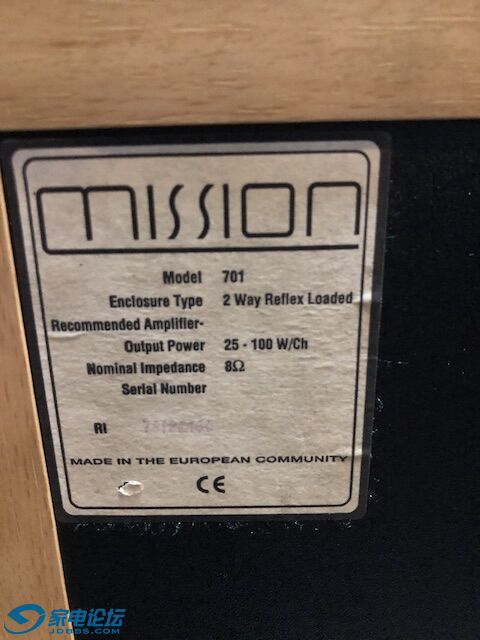 mission
Model 701
Enclosure Type 2 Way Reflex Loaded
Recommended Amplifier-
Output Power 25 - 100 W/Ch
Nominal Impedance 8Ω
Serial Number
RI
MADE IN THE EUROPEAN COMMUNITY
CE
家电论坛
JDBBS.COM